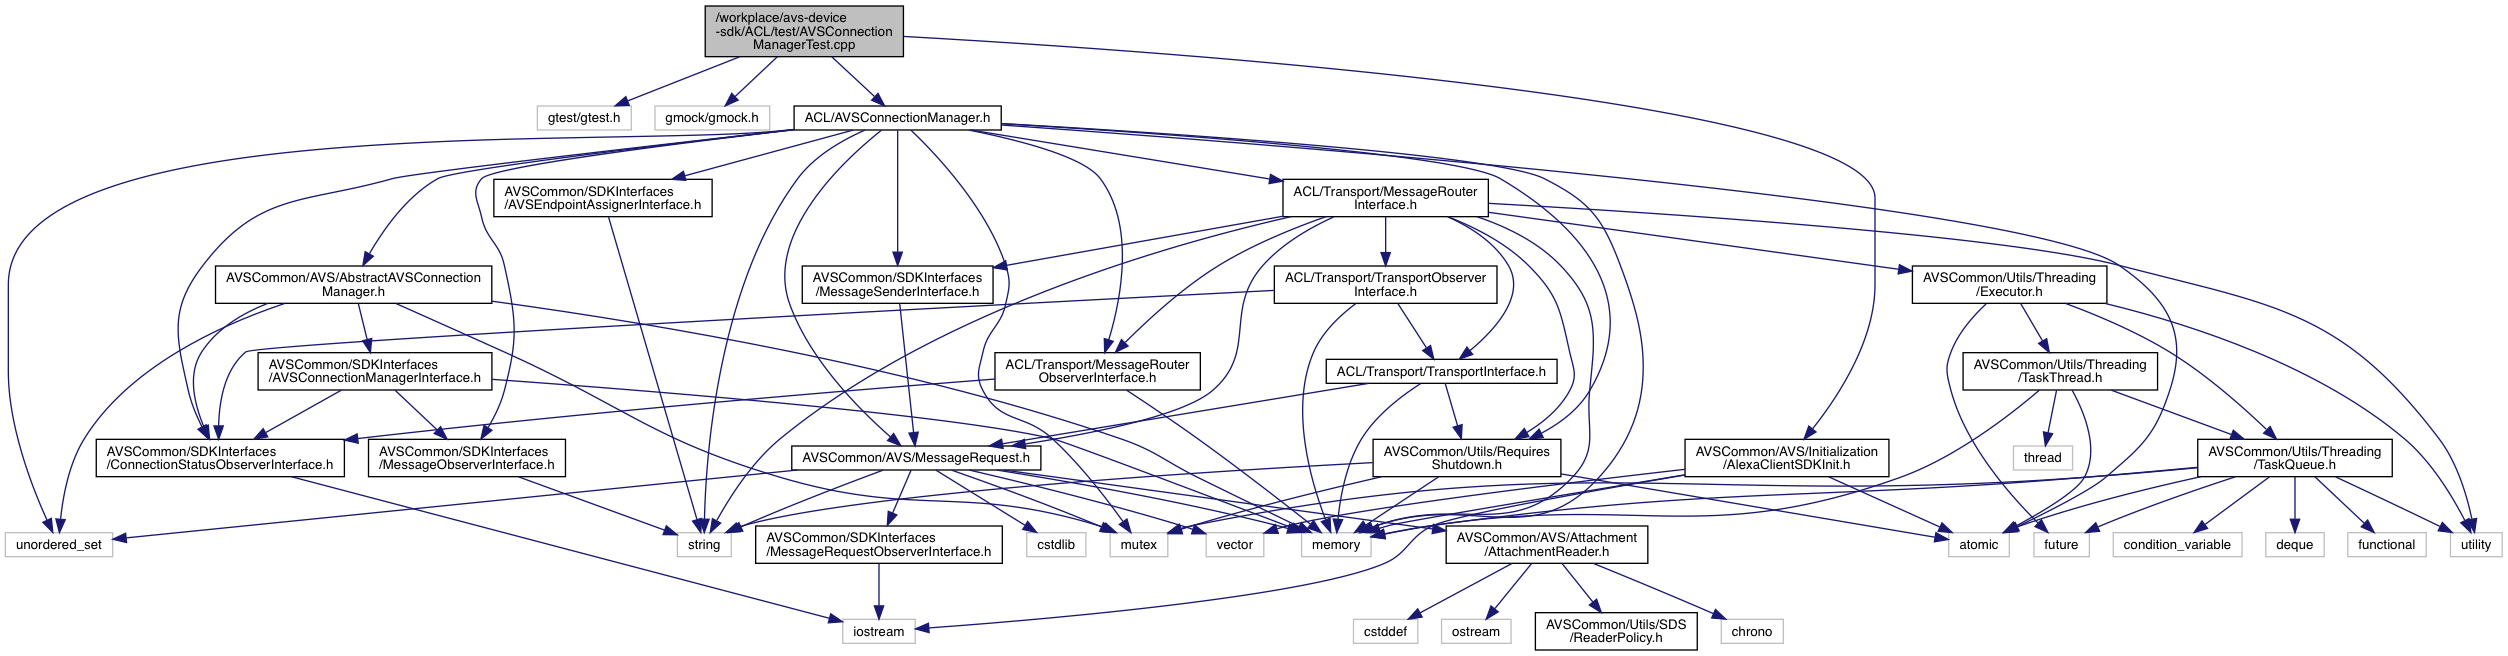 /workplace/avs-device
-sdk/ACL/test/AVSConnection
ManagerTest.cpp
gtest/gtest.h
gmock/gmock.h
ACL/AVSConnectionManager.h
AVSCommon/SDKInterfaces
/AVSEndpointAssignerInterface.h
ACL/Transport/MessageRouter
Interface.h
AVSCommon/AVS/AbstractAVSConnection
Manager.h
AVSCommon/SDKInterfaces
/MessageSenderInterface.h
ACL/Transport/TransportObserver
Interface.h
AVSCommon/Utils/Threading
/Executor.h
AVSCommon/SDKInterfaces
/AVSConnectionManagerInterface.h
ACL/Transport/MessageRouter
ObserverInterface.h
ACL/Transport/TransportInterface.h
AVSCommon/Utils/Threading
/TaskThread.h
AVSCommon/SDKInterfaces
/ConnectionStatusObserverInterface.h
AVSCommon/SDKInterfaces
/MessageObserverInterface.h
AVSCommon/AVS/MessageRequest.h
AVSCommon/Utils/Requires
Shutdown.h
AVSCommon/AVS/Initialization
/AlexaClientSDKInit.h
thread
AVSCommon/Utils/Threading
/TaskQueue.h
unordered_set
string
AVSCommon/SDKInterfaces
/MessageRequestObserverInterface.h
cstdlib
mutex
vector
memory
AVSCommon/AVS/Attachment
/AttachmentReader.h
atomic
future
condition_variable
deque
functional
utility
iostream
cstddef
ostream
AVSCommon/Utils/SDS
/ReaderPolicy.h
chrono